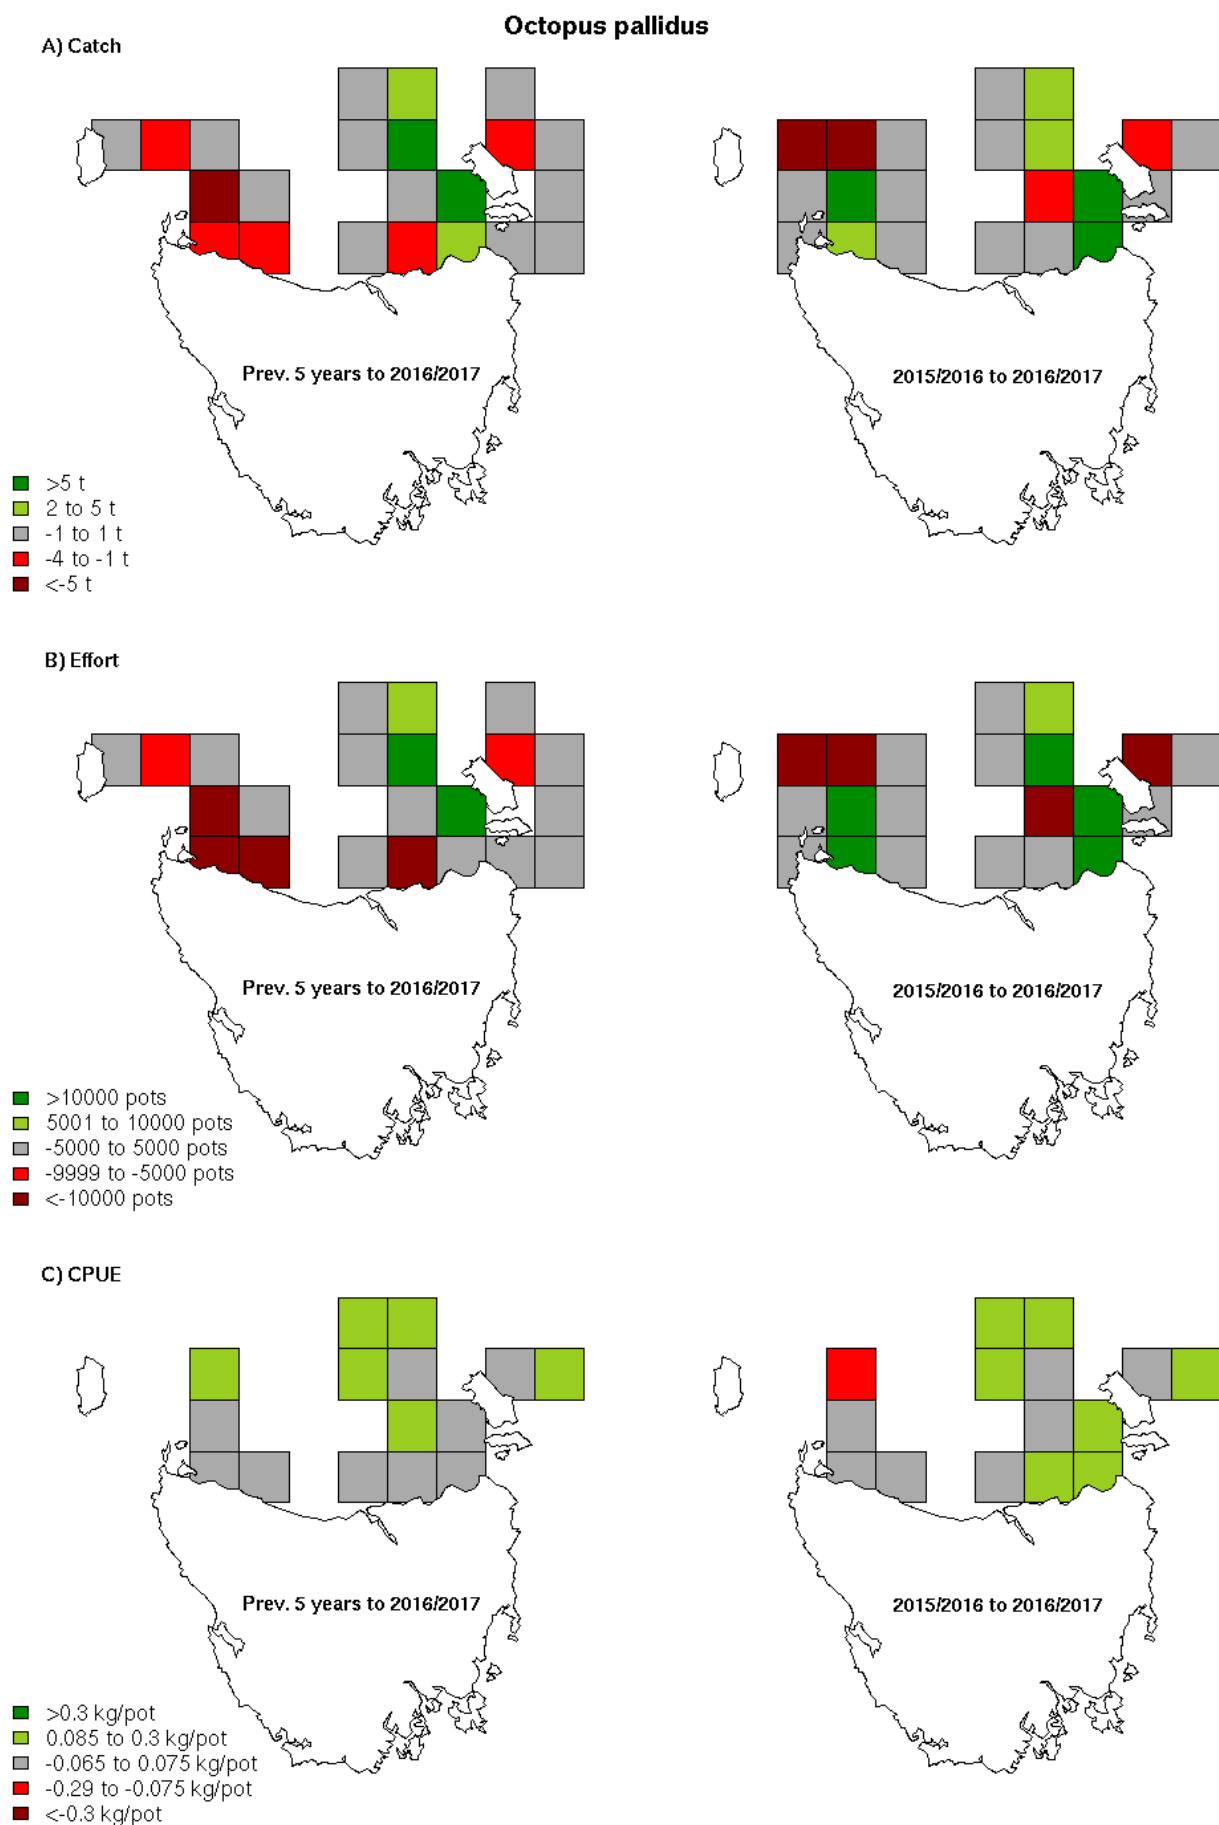 Octopus pallidus
A) Catch
Prev. 5 years to 2016/2017
2015/2016 to 2016/2017
>5 t
2 to 5 t
-1 to 1 t
-4 to -1 t
<-5 t
B) Effort
Prev. 5 years to 2016/2017
2015/2016 to 2016/2017
>10000 pots
5001 to 10000 pots
-5000 to 5000 pots
-9999 to -5000 pots
<-10000 pots
C) CPUE
Prev. 5 years to 2016/2017
2015/2016 to 2016/2017
>0.3 kg/pot
0.085 to 0.3 kg/pot
-0.065 to 0.075 kg/pot
-0.29 to -0.075 kg/pot
<-0.3 kg/pot